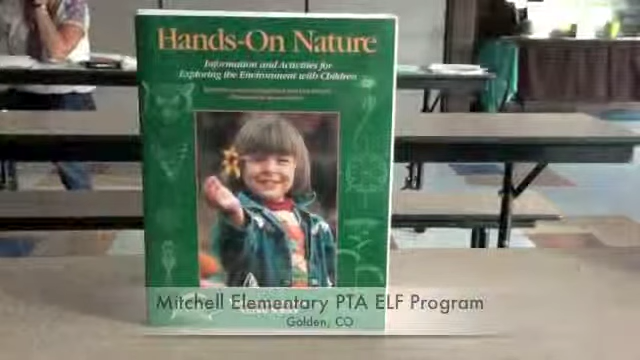 Hands-On Nature
Information and Activities for
Exploring the Environment with Children
Mitchell Elementary PTA ELF Program
Golden, CO